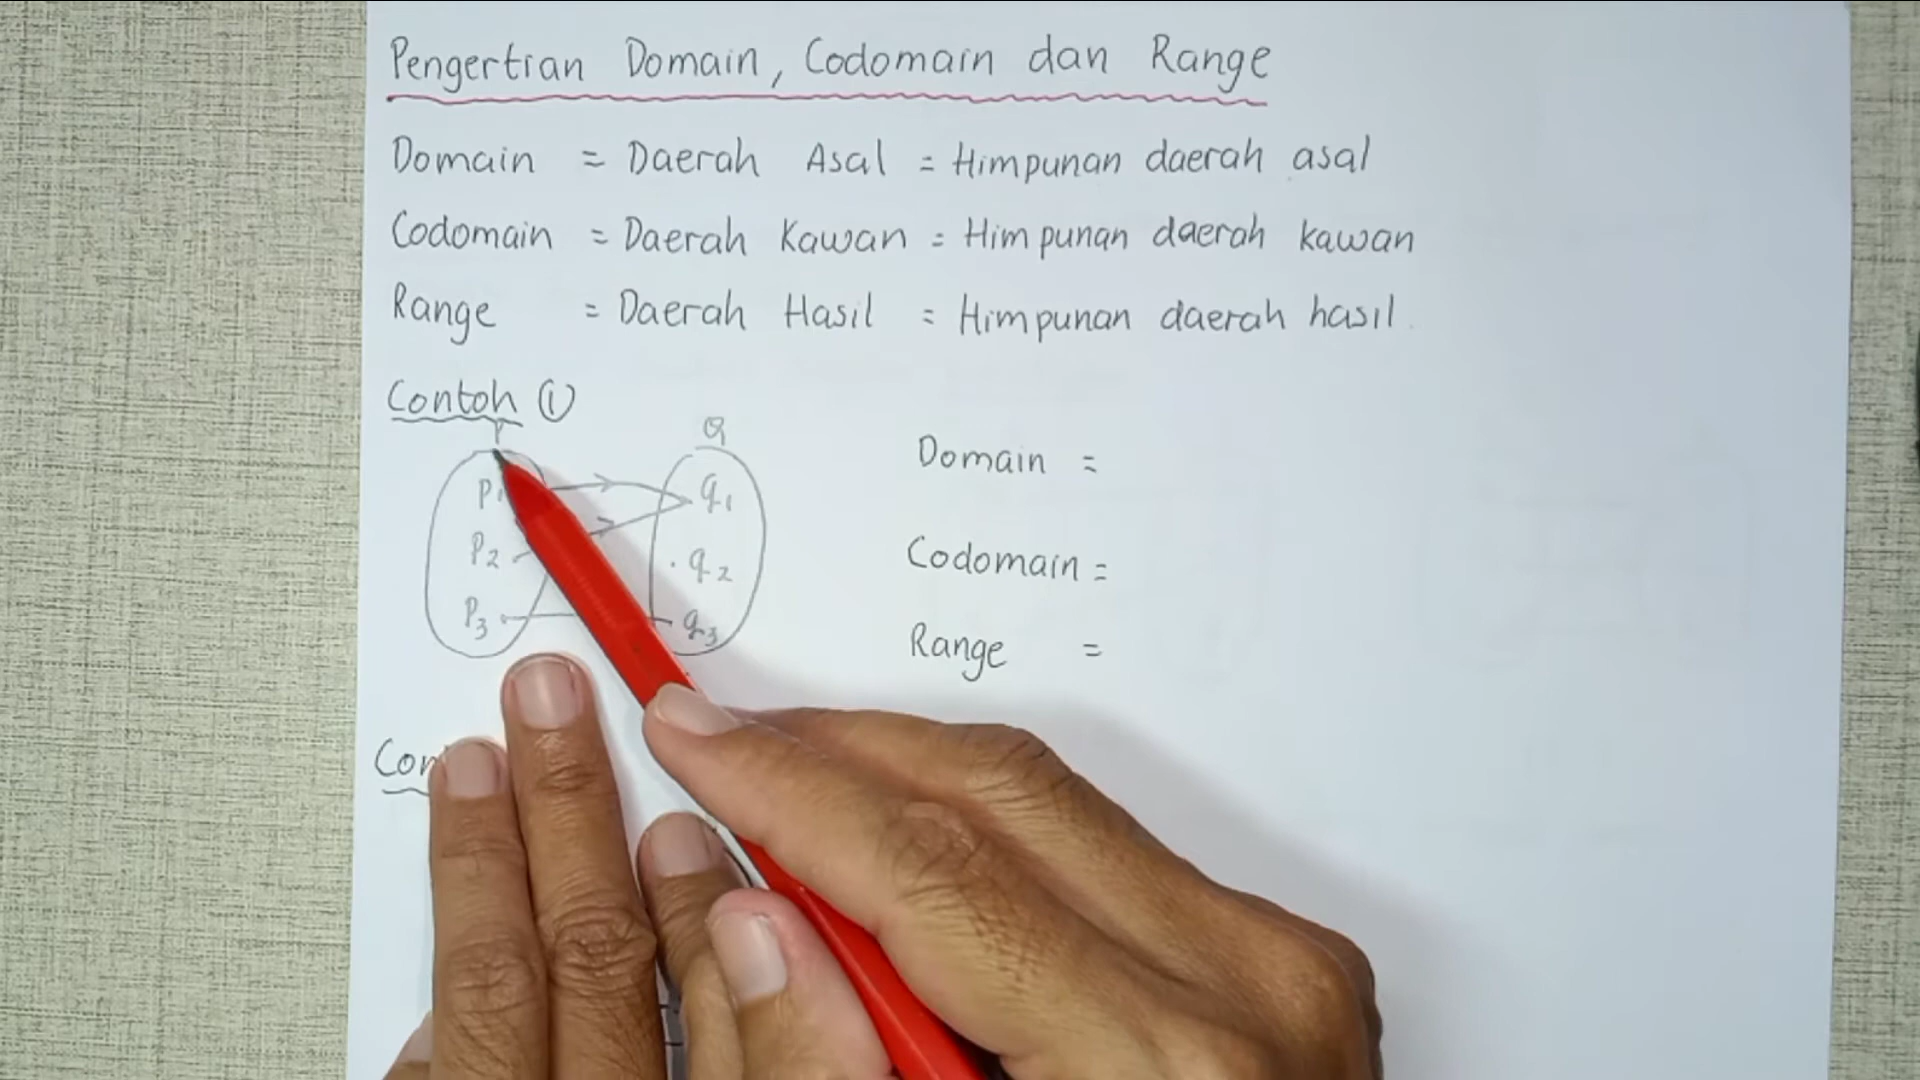 Pengertian Domain, Codomain dan Range
Domain = Daerah Asal = Himpunan daerah asal
Codomain = Daerah Kawan = Himpunan daerah kawan
Range = Daerah Hasil = Himpunan daerah hasil
Contoh ①
P Q
P₁ q₁
P₂ q₂
P₃ q₃
Domain =
Codomain =
Range =